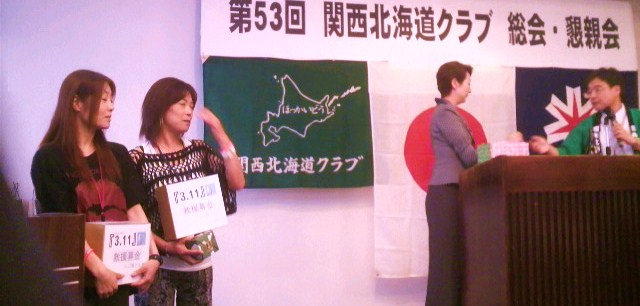 第53回 関西北海道クラブ 総会・懇親会
ほっかいどう
関西北海道クラブ
『3.11』
救援募金
『3.11』
救援募金